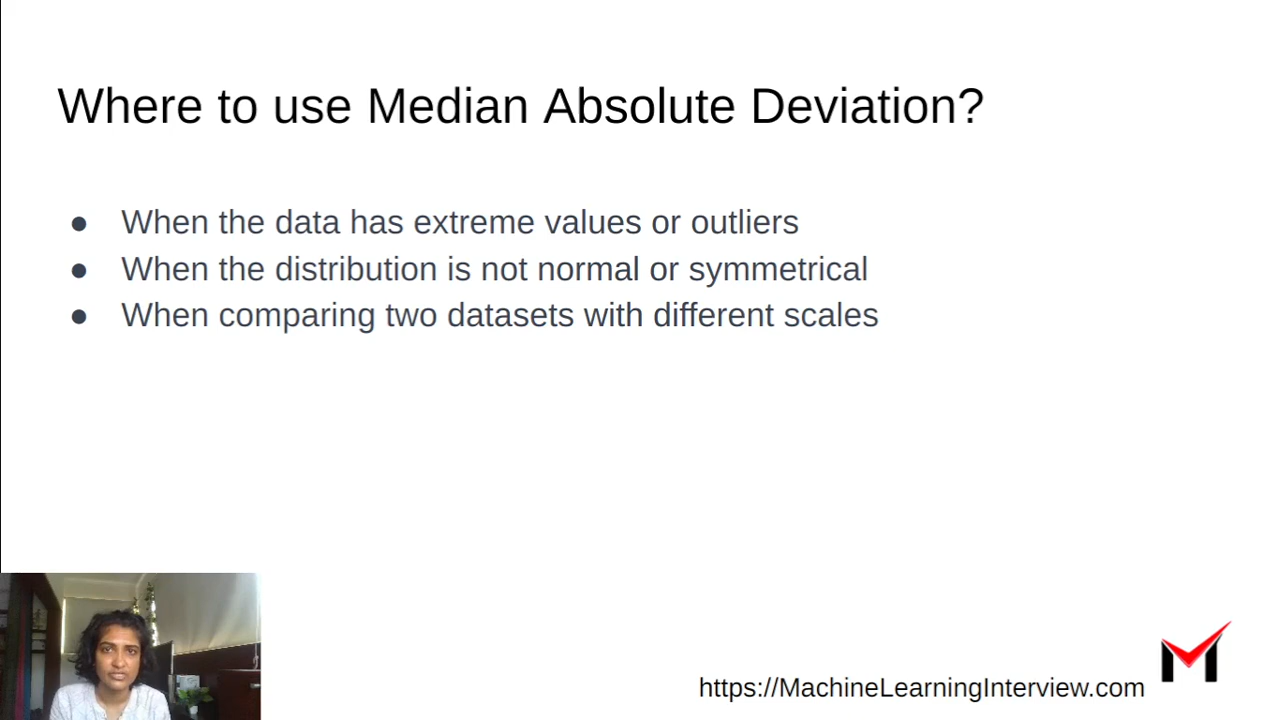 Where to use Median Absolute Deviation?
● When the data has extreme values or outliers
● When the distribution is not normal or symmetrical
● When comparing two datasets with different scales
https://MachineLearningInterview.com